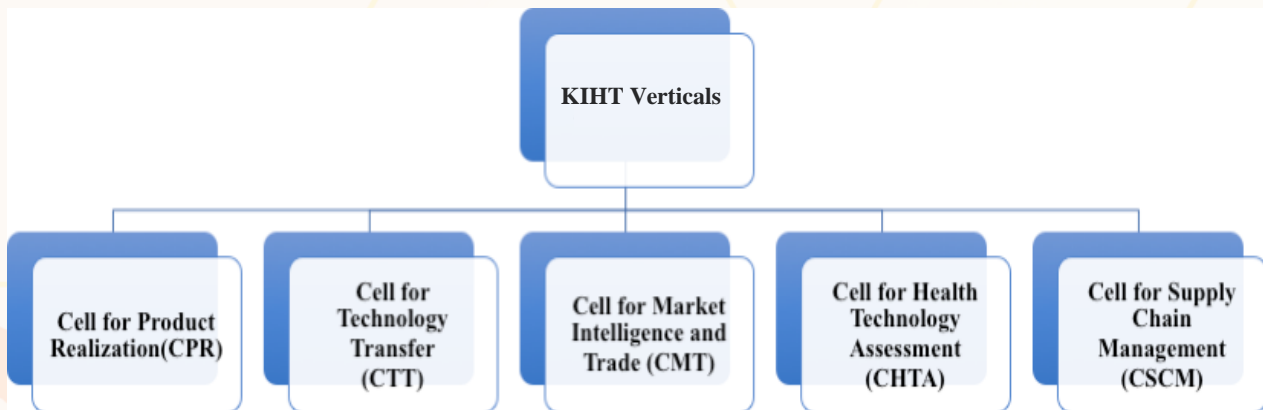 KIHT Verticals
Cell for Product
Realization(CPR)
Cell for
Technology
Transfer
(CTT)
Cell for Market
Intelligence and
Trade (CMT)
Cell for Health
Technology
Assessment
(CHTA)
Cell for Supply
Chain
Management
(CSCM)